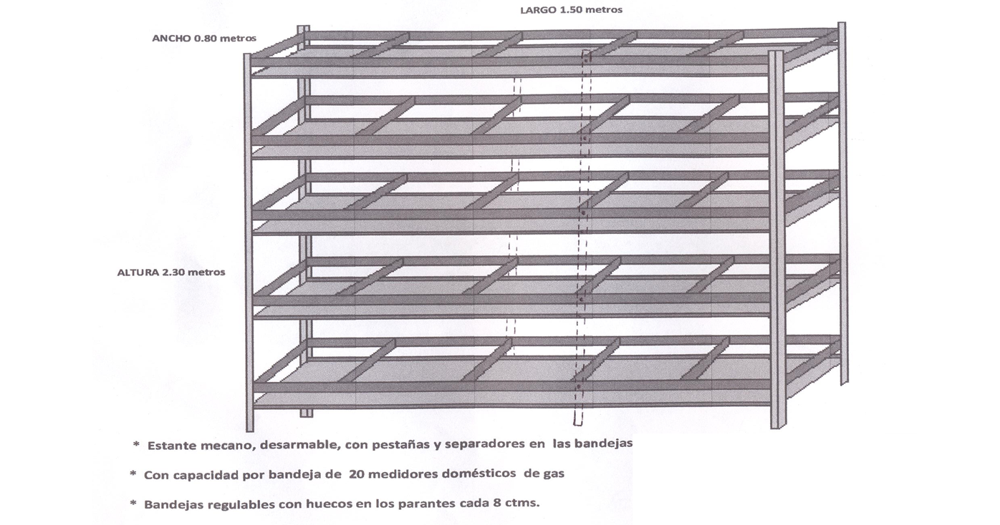 LARGO 1.50 metros
ANCHO 0.80 metros
ALTURA 2.30 metros
* Estante mecano, desarmable, con pestañas y separadores en las bandejas
* Con capacidad por bandeja de 20 medidores domésticos de gas
* Bandejas regulables con huecos en los parantes cada 8 ctms.